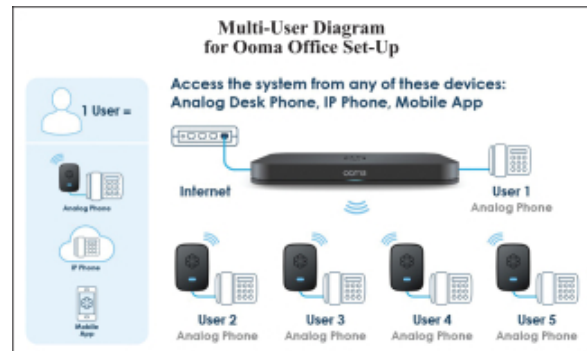 Multi-User Diagram
for Ooma Office Set-Up
1 User =
Analog Phone
IP Phone
Mobile
App
Access the system from any of these devices:
Analog Desk Phone, IP Phone, Mobile App
Internet
ooma
User 1
Analog Phone
User 2
Analog Phone
User 3
Analog Phone
User 4
Analog Phone
User 5
Analog Phone